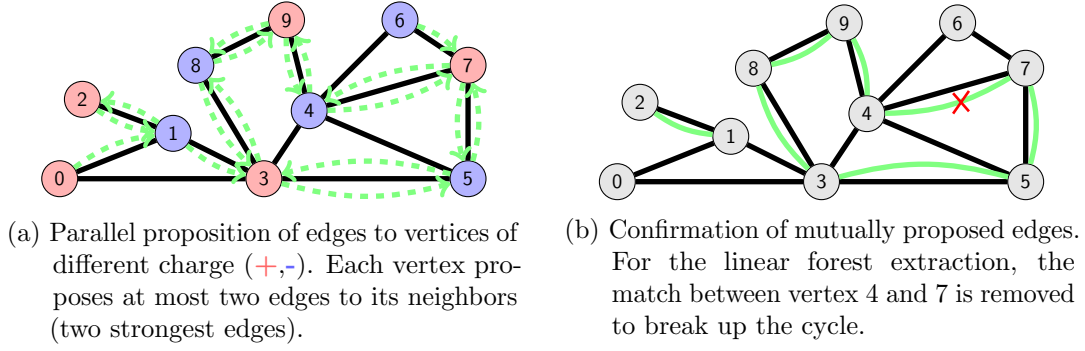 9
6
8
7
2
4
1
0
3
5
9
6
8
7
2
4
1
0
3
5
(a) Parallel proposition of edges to vertices of
different charge (+,-). Each vertex pro-
poses at most two edges to its neighbors
(two strongest edges).
(b) Confirmation of mutually proposed edges.
For the linear forest extraction, the
match between vertex 4 and 7 is removed
to break up the cycle.